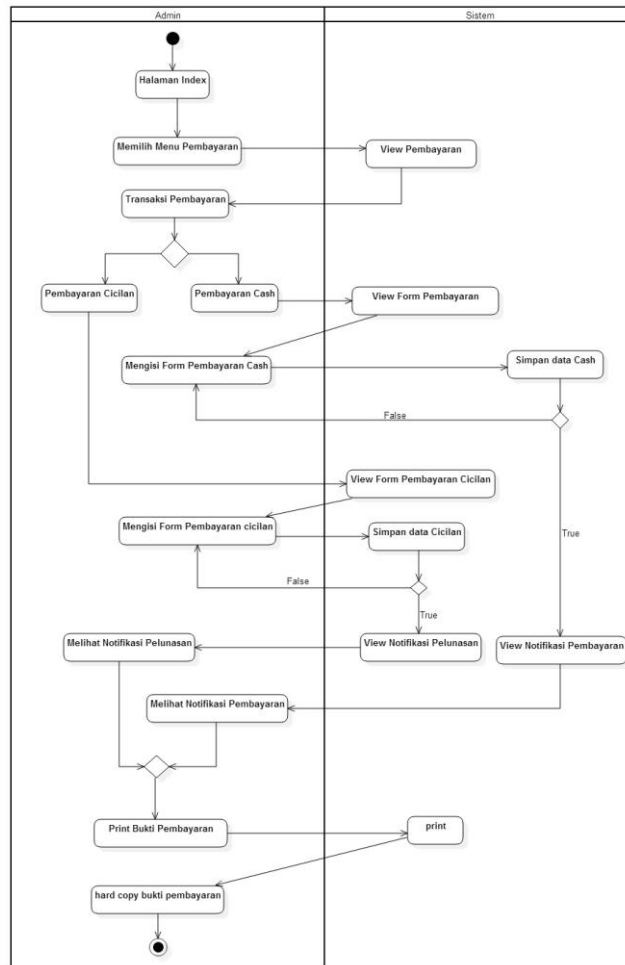 Admin
Sistem
Halaman Index
Memilih Menu Pembayaran
View Pembayaran
Transaksi Pembayaran
Pembayaran Cicilan
Pembayaran Cash
View Form Pembayaran
Mengisi Form Pembayaran Cash
Simpan data Cash
False
View Form Pembayaran Cicilan
Mengisi Form Pembayaran cicilan
Simpan data Cicilan
True
False
True
Melihat Notifikasi Pelunasan
View Notifikasi Pelunasan
View Notifikasi Pembayaran
Melihat Notifikasi Pembayaran
Print Bukti Pembayaran
print
hard copy bukti pembayaran